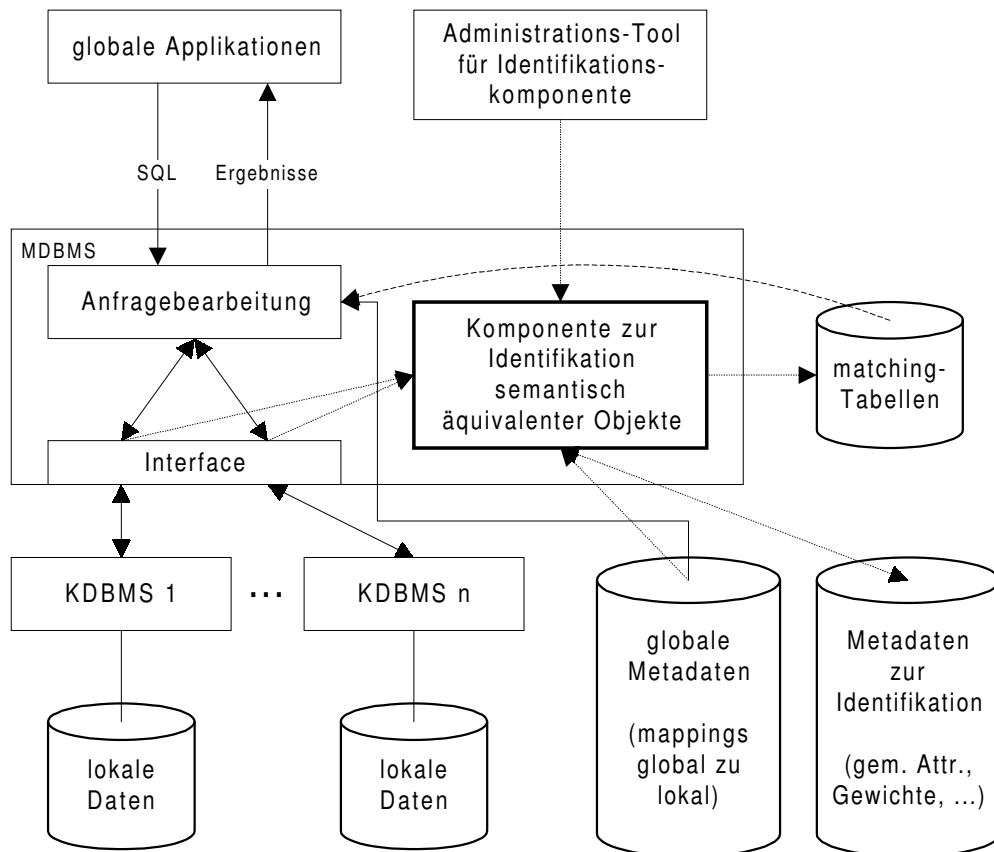 globale Applikationen
Administrations-Tool
für Identifikations-
komponente
SQL
Ergebnisse
MDBMS
Anfragebearbeitung
Komponente zur
Identifikation
semantisch
äquivalenter Objekte
matching-
Tabellen
Interface
KDBMS 1
...
KDBMS n
globale
Metadaten
(mappings
global zu
lokal)
Metadaten
zur
Identifikation
(gem. Attr.,
Gewichte, ...)
lokale
Daten
lokale
Daten